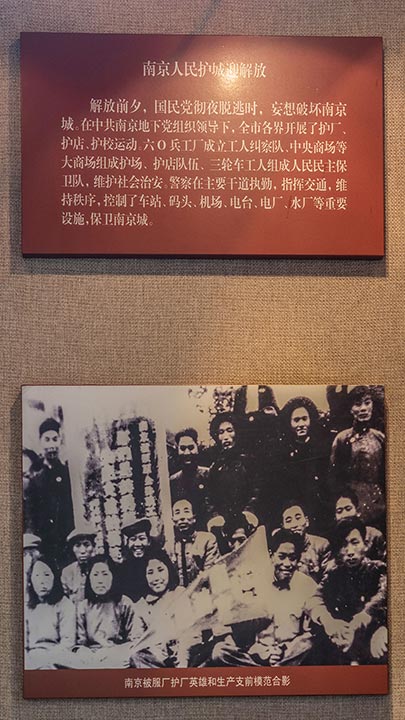 南京人民护城迎解放
解放前夕，国民党彻夜脱逃时，妄想破坏南京
城。在中共南京地下党组织领导下，全市各界开展了护厂、
护店、护校运动。六O兵工厂成立工人纠察队、中央商场等
大商场组成护场、护店队伍、三轮车工人组成人民民主保
卫队，维护社会治安。警察在主要干道执勤，指挥交通，维
持秩序，控制了车站、码头、机场、电台、电厂、水厂等重要
设施，保卫南京城。
南京被服厂护厂英雄和生产支前模范合影